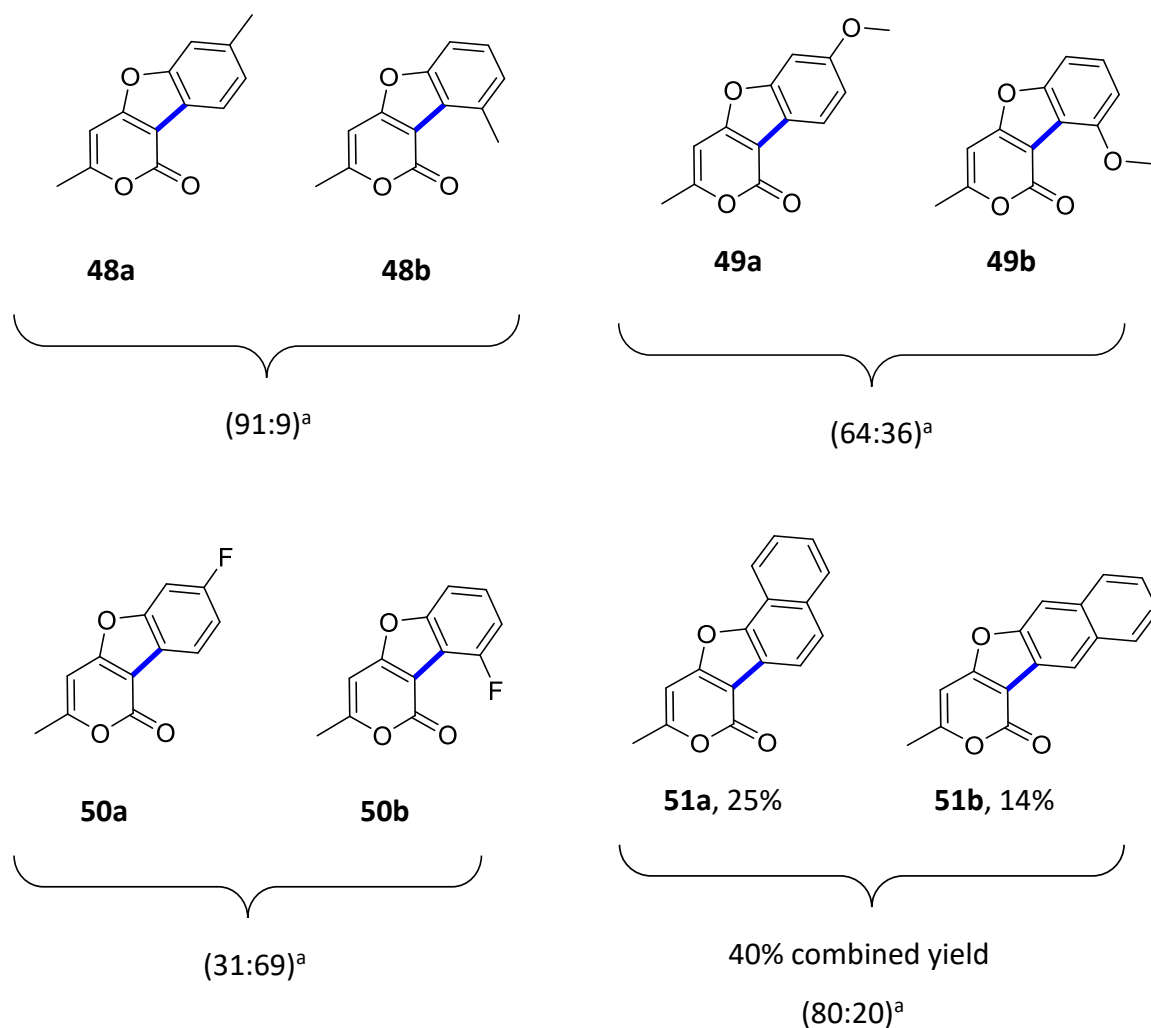 O
O
O
O
O
O
O
O
O
O
O
O
O
O
48a
48b
49a
49b
(91:9)ᵃ
(64:36)ᵃ
F
O
O
O
O
O
O
F
O
O
O
O
O
O
50a
50b
51a, 25%
51b, 14%
(31:69)ᵃ
40% combined yield
(80:20)ᵃ